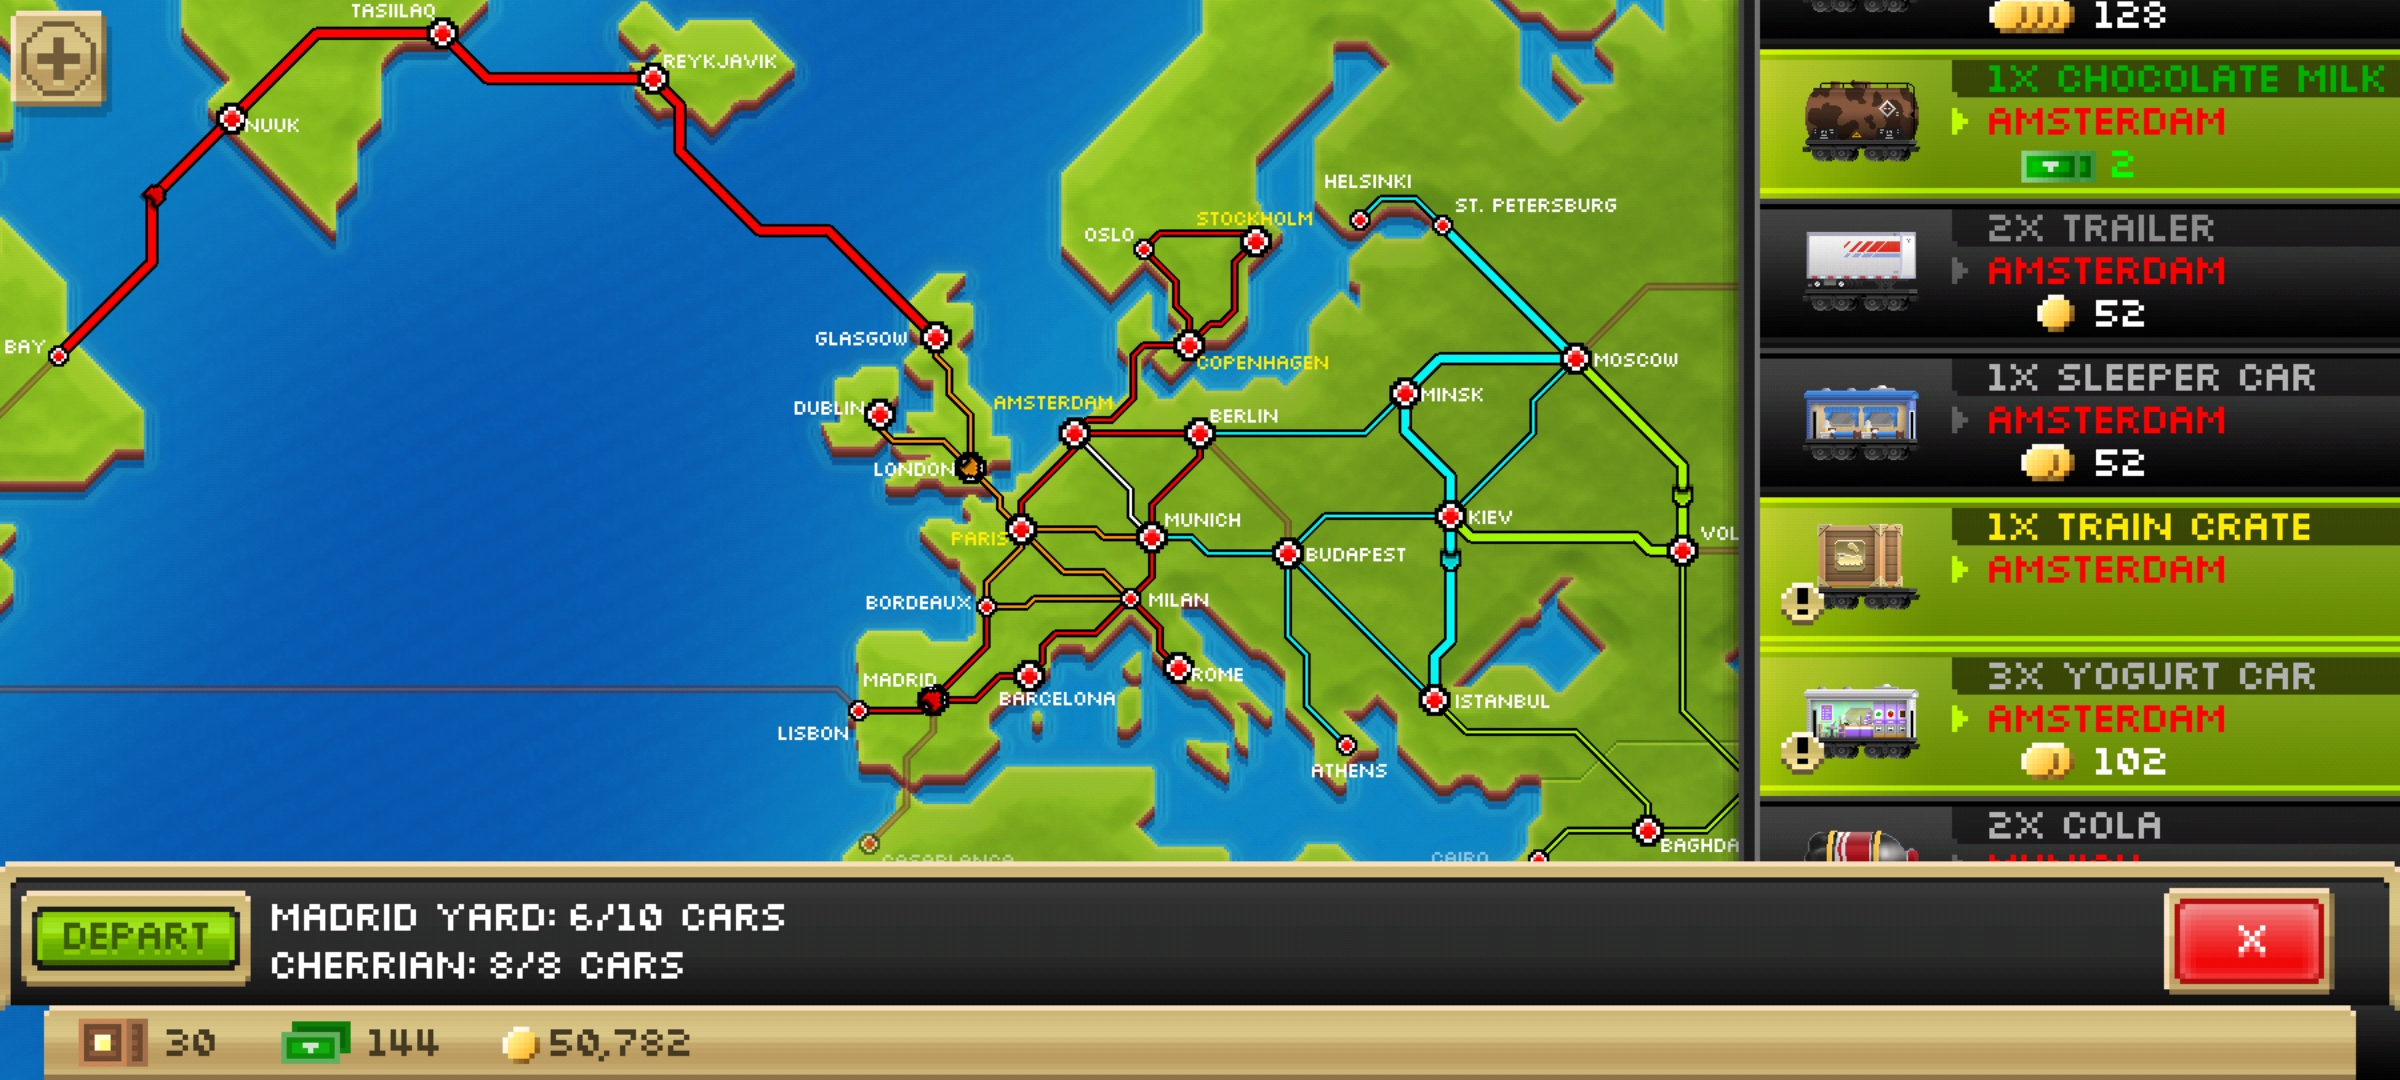 TASIILAQ
REYKJAVIK
NUUK
BAY
GLASGOW
DUBLIN
LONDON
OSLO
STOCKHOLM
COPENHAGEN
HELSINKI
ST. PETERSBURG
MOSCOW
MINSK
AMSTERDAM
BERLIN
PARIS
MUNICH
BUDAPEST
KIEV
VOL
BORDEAUX
MILAN
MADRID
BARCELONA
ROME
LISBON
ISTANBUL
ATHENS
CASABLANCA
CAIRO
BAGHDA
128
1X CHOCOLATE MILK
AMSTERDAM
2
2X TRAILER
AMSTERDAM
52
1X SLEEPER CAR
AMSTERDAM
52
1X TRAIN CRATE
AMSTERDAM
!
3X YOGURT CAR
AMSTERDAM
!
102
2X COLA
MUNICH
DEPART
MADRID YARD: 6/10 CARS
CHERRIAN: 8/8 CARS
X
30
144
50,782